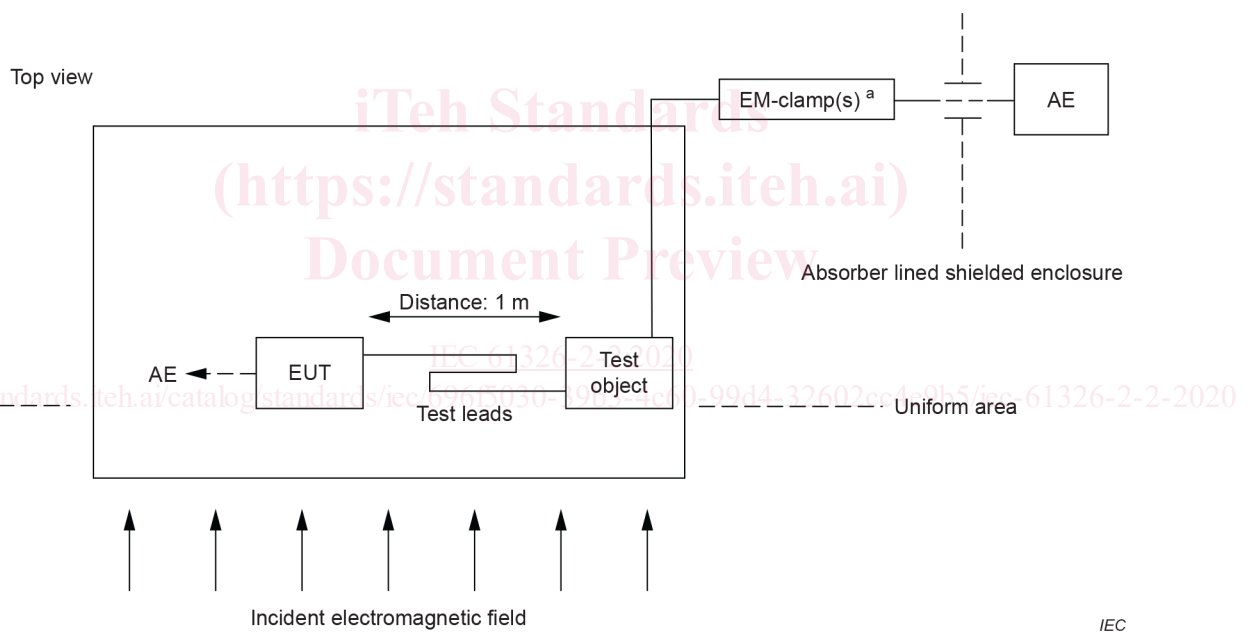 Top view
EM-clamp(s) a
AE
iTeh Standards
(https://standards.iteh.ai)
Document Preview
Absorber lined shielded enclosure
Distance: 1 m
IEC 61326-2-2:2020
AE
EUT
Test
object
Test leads
Uniform area
Incident electromagnetic field
IEC